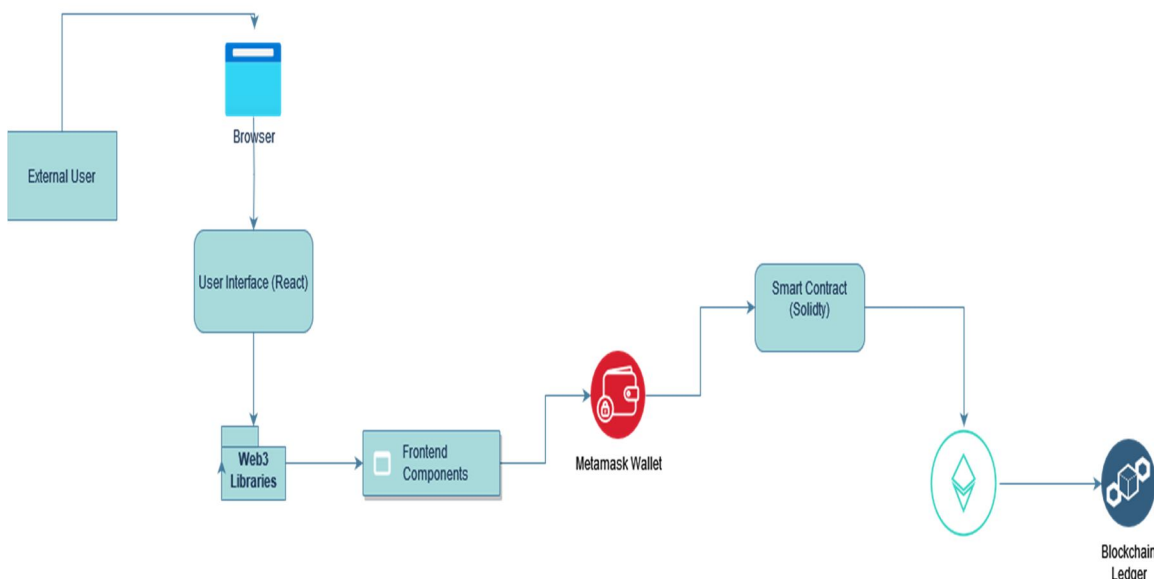 Browser
External User
User Interface (React)
Web3
Libraries
Frontend
Components
Metamask Wallet
Smart Contract
(Solidty)
Blockchain
Ledger